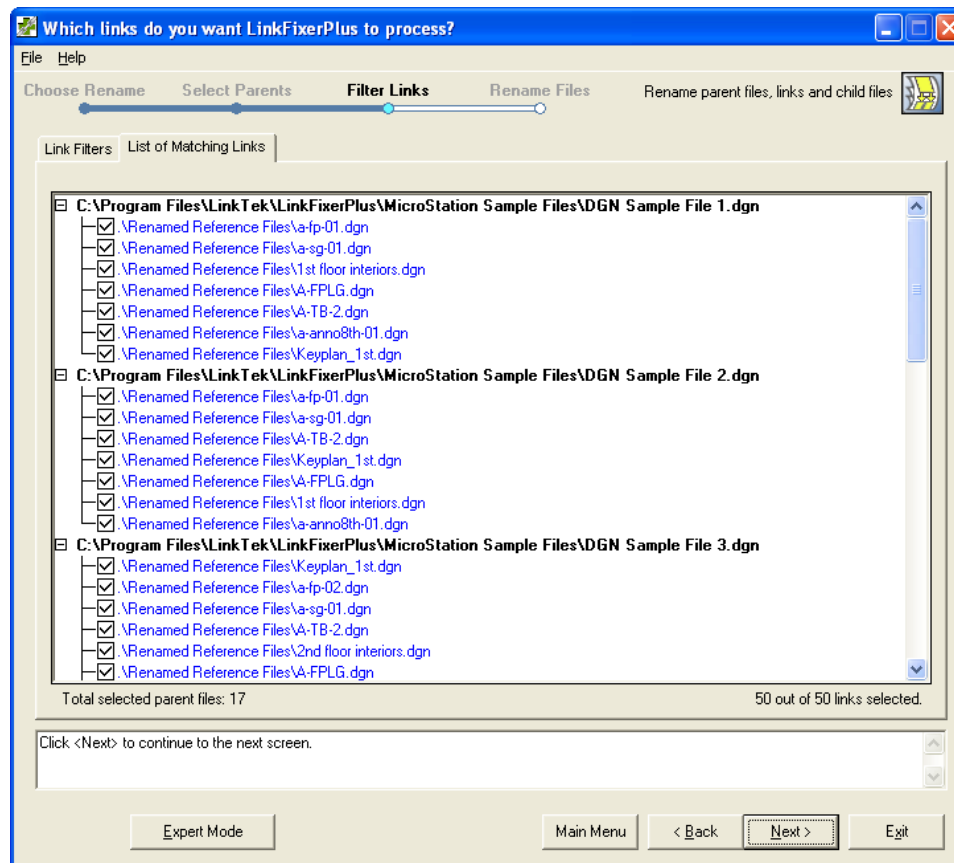 Which links do you want LinkFixerPlus to process?
File Help
Choose Rename Select Parents Filter Links Rename Files Rename parent files, links and child files
Link Filters List of Matching Links
C:\Program Files\LinkTek\LinkFixerPlus\MicroStation Sample Files\DGN Sample File 1.dgn
.\Renamed Reference Files\a-fp-01.dgn
.\Renamed Reference Files\a-sg-01.dgn
.\Renamed Reference Files\1st floor interiors.dgn
.\Renamed Reference Files\A-FPLG.dgn
.\Renamed Reference Files\A-TB-2.dgn
.\Renamed Reference Files\a-anno8th-01.dgn
.\Renamed Reference Files\Keyplan_1st.dgn
C:\Program Files\LinkTek\LinkFixerPlus\MicroStation Sample Files\DGN Sample File 2.dgn
.\Renamed Reference Files\a-fp-01.dgn
.\Renamed Reference Files\a-sg-01.dgn
.\Renamed Reference Files\A-TB-2.dgn
.\Renamed Reference Files\Keyplan_1st.dgn
.\Renamed Reference Files\A-FPLG.dgn
.\Renamed Reference Files\1st floor interiors.dgn
.\Renamed Reference Files\a-anno8th-01.dgn
C:\Program Files\LinkTek\LinkFixerPlus\MicroStation Sample Files\DGN Sample File 3.dgn
.\Renamed Reference Files\Keyplan_1st.dgn
.\Renamed Reference Files\a-fp-02.dgn
.\Renamed Reference Files\a-sg-01.dgn
.\Renamed Reference Files\A-TB-2.dgn
.\Renamed Reference Files\2nd floor interiors.dgn
.\Renamed Reference Files\A-FPLG.dgn
Total selected parent files: 17 50 out of 50 links selected.
Click <Next> to continue to the next screen.
Expert Mode Main Menu < Back Next > Exit